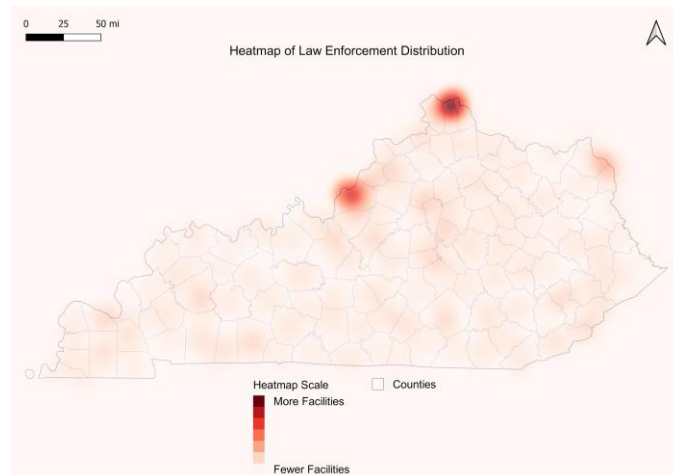 0 25 50 mi
Heatmap of Law Enforcement Distribution
Heatmap Scale
Counties
More Facilities
Fewer Facilities